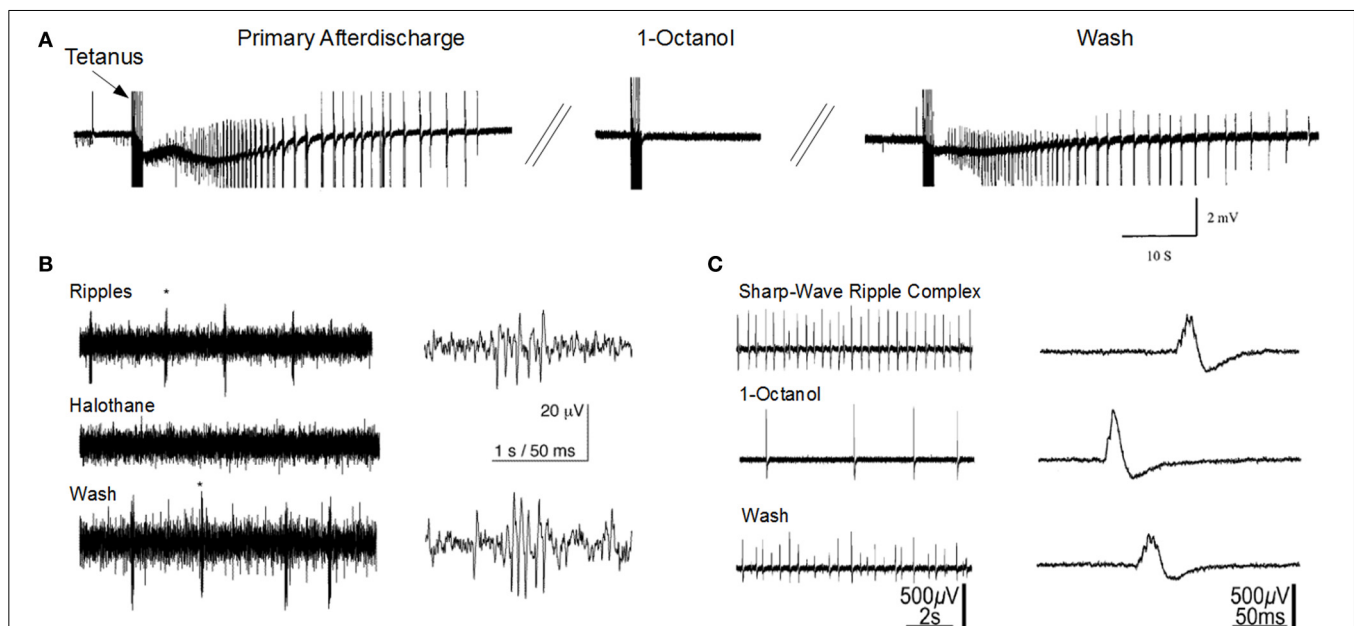 A
Primary Afterdischarge
1-Octanol
Wash
Tetanus
2 mV
10 S
B
Ripples
*
Halothane
20 µV
1 s / 50 ms
Wash
*
C
Sharp-Wave Ripple Complex
1-Octanol
Wash
500µV
2s
500µV
50ms